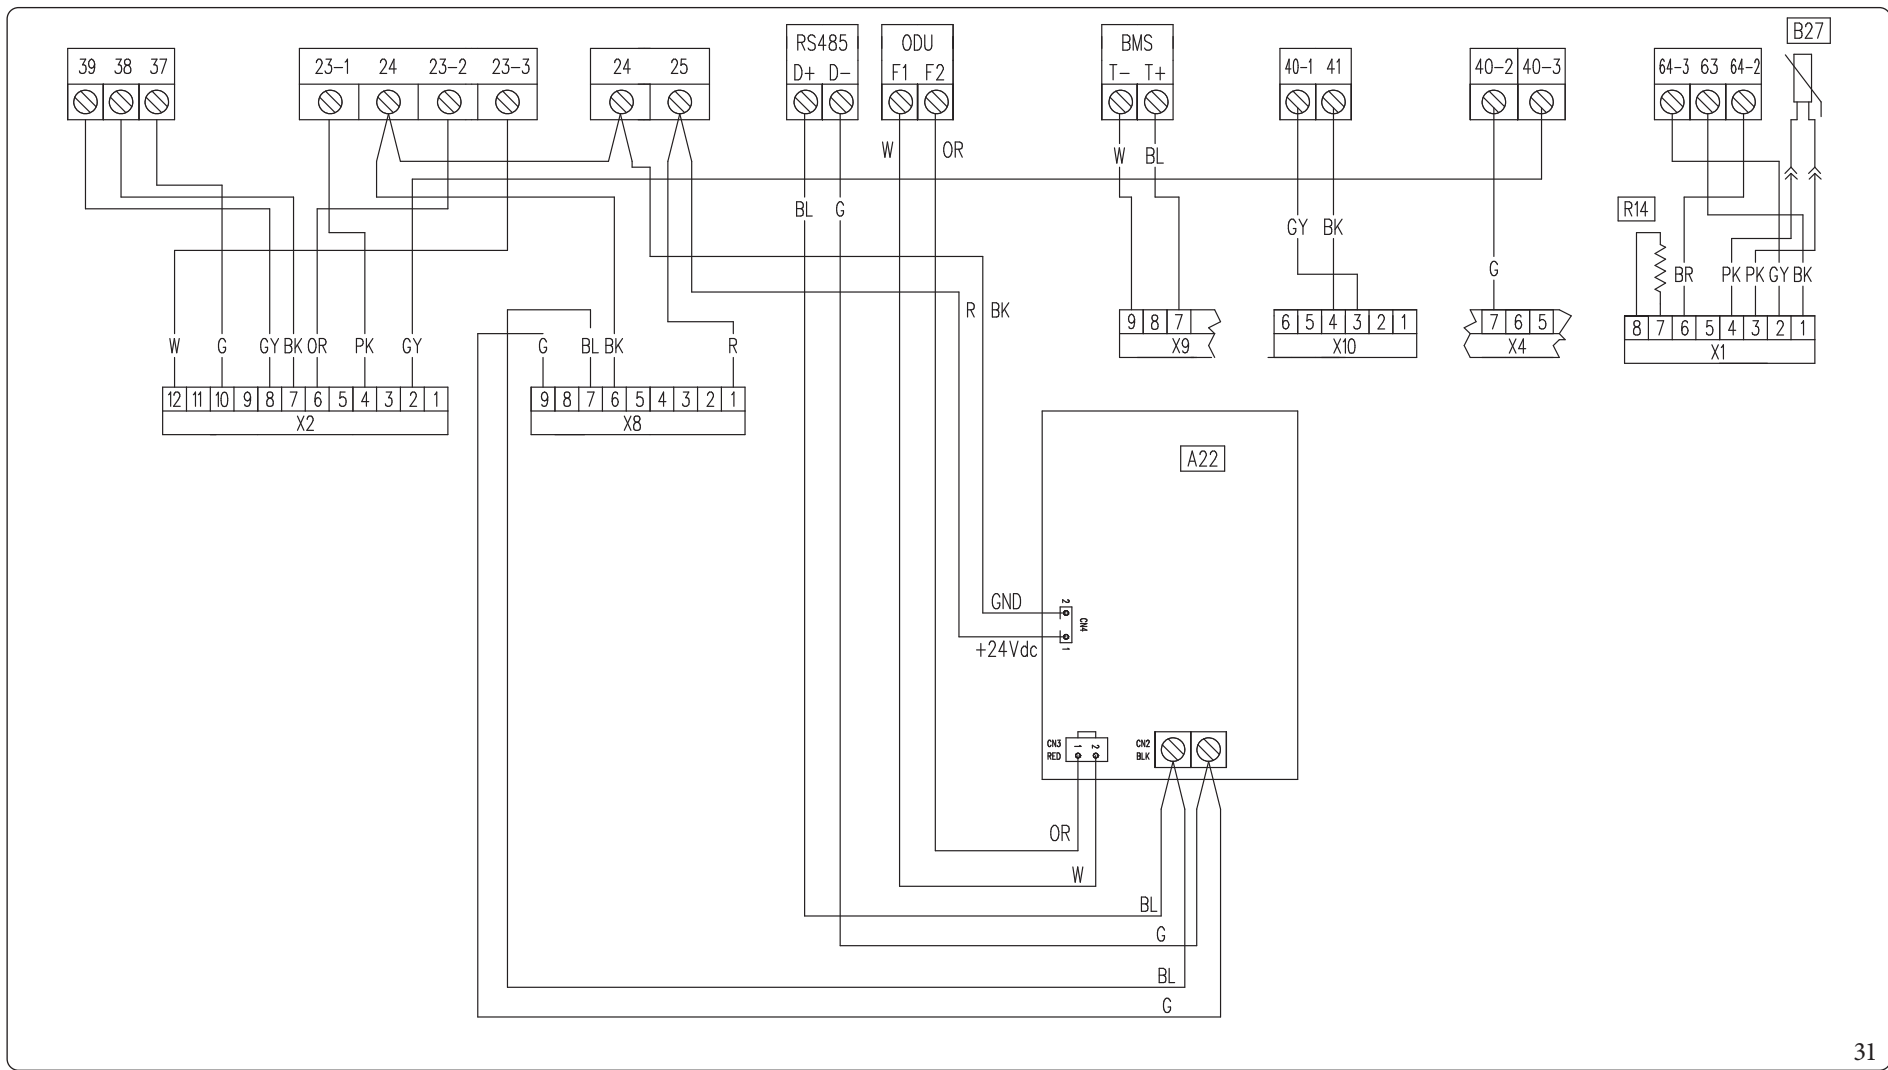 B27
RS485 ODU BMS
39 38 37 23-1 24 23-2 23-3 24 25 D+ D- F1 F2 T- T+ 40-1 41 40-2 40-3 64-3 63 64-2
W OR W BL
BL G R14
GY BK
G BR PK PK GY BK
R BK
9 8 7 6 5 4 3 2 1 7 6 5 8 7 6 5 4 3 2 1
X9 X10 X4 X1
W G GY BK OR PK GY G BL BK R
12 11 10 9 8 7 6 5 4 3 2 1 9 8 7 6 5 4 3 2 1
X2 X8
A22
GND 2
CN4
+24Vdc 1
CN3 1 2 CN2
RED BLK
OR
W
BL
G
BL
G
31